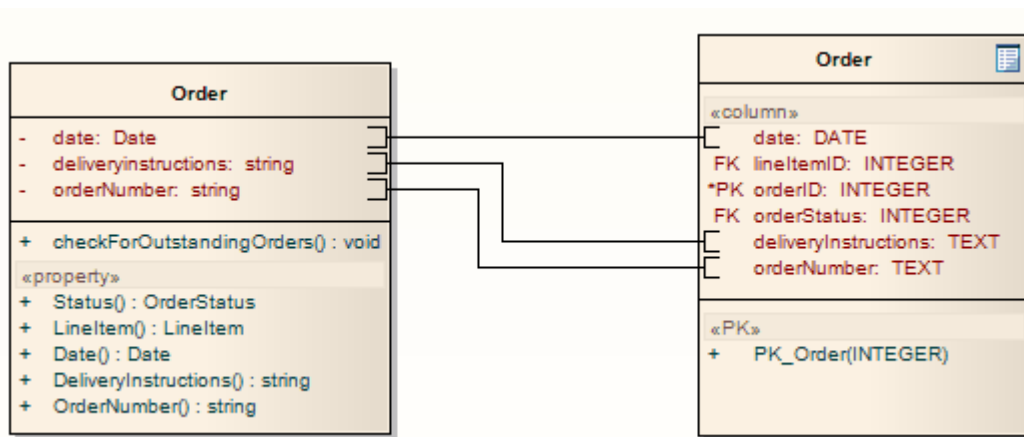 Order
- date: Date
- deliveryinstructions: string
- orderNumber: string
+ checkForOutstandingOrders() : void
«property»
+ Status() : OrderStatus
+ LineItem() : LineItem
+ Date() : Date
+ DeliveryInstructions() : string
+ OrderNumber() : string
Order
«column»
date: DATE
FK lineItemID: INTEGER
*PK orderID: INTEGER
FK orderStatus: INTEGER
deliveryInstructions: TEXT
orderNumber: TEXT
«PK»
+ PK_Order(INTEGER)